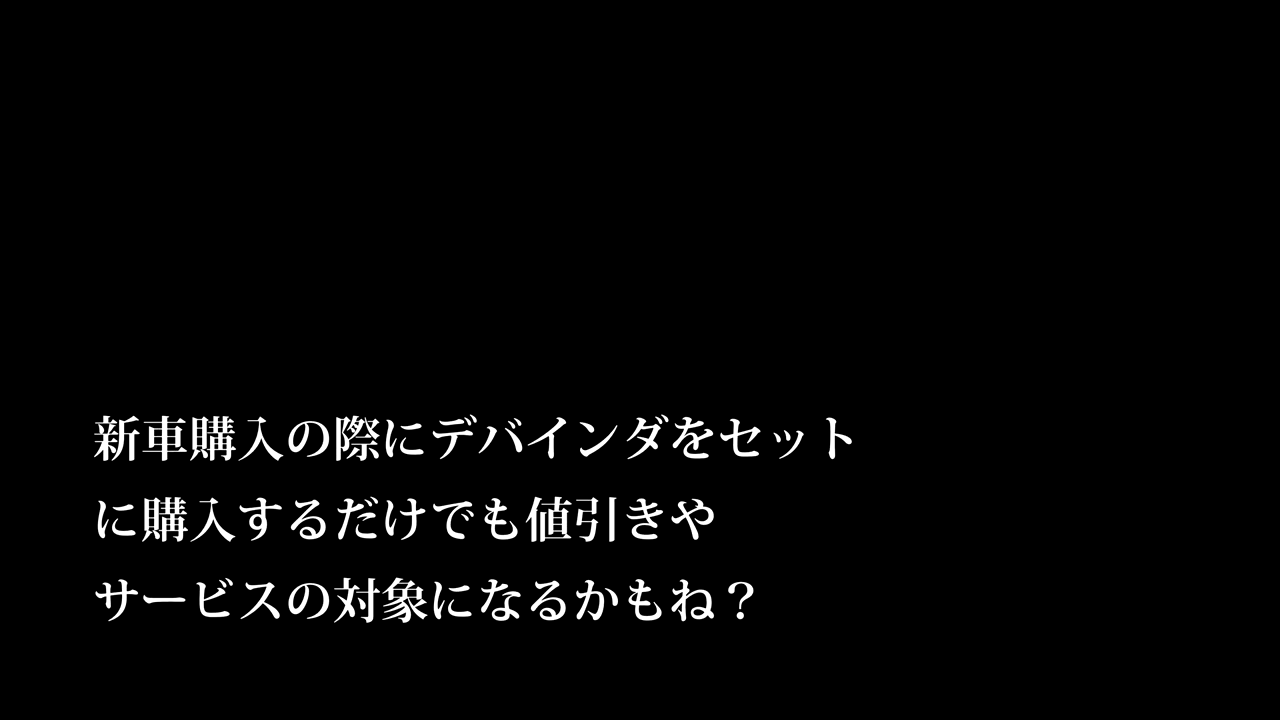 新車購入の際にデバインダをセット
に購入するだけでも値引きや
サービスの対象になるかもね？